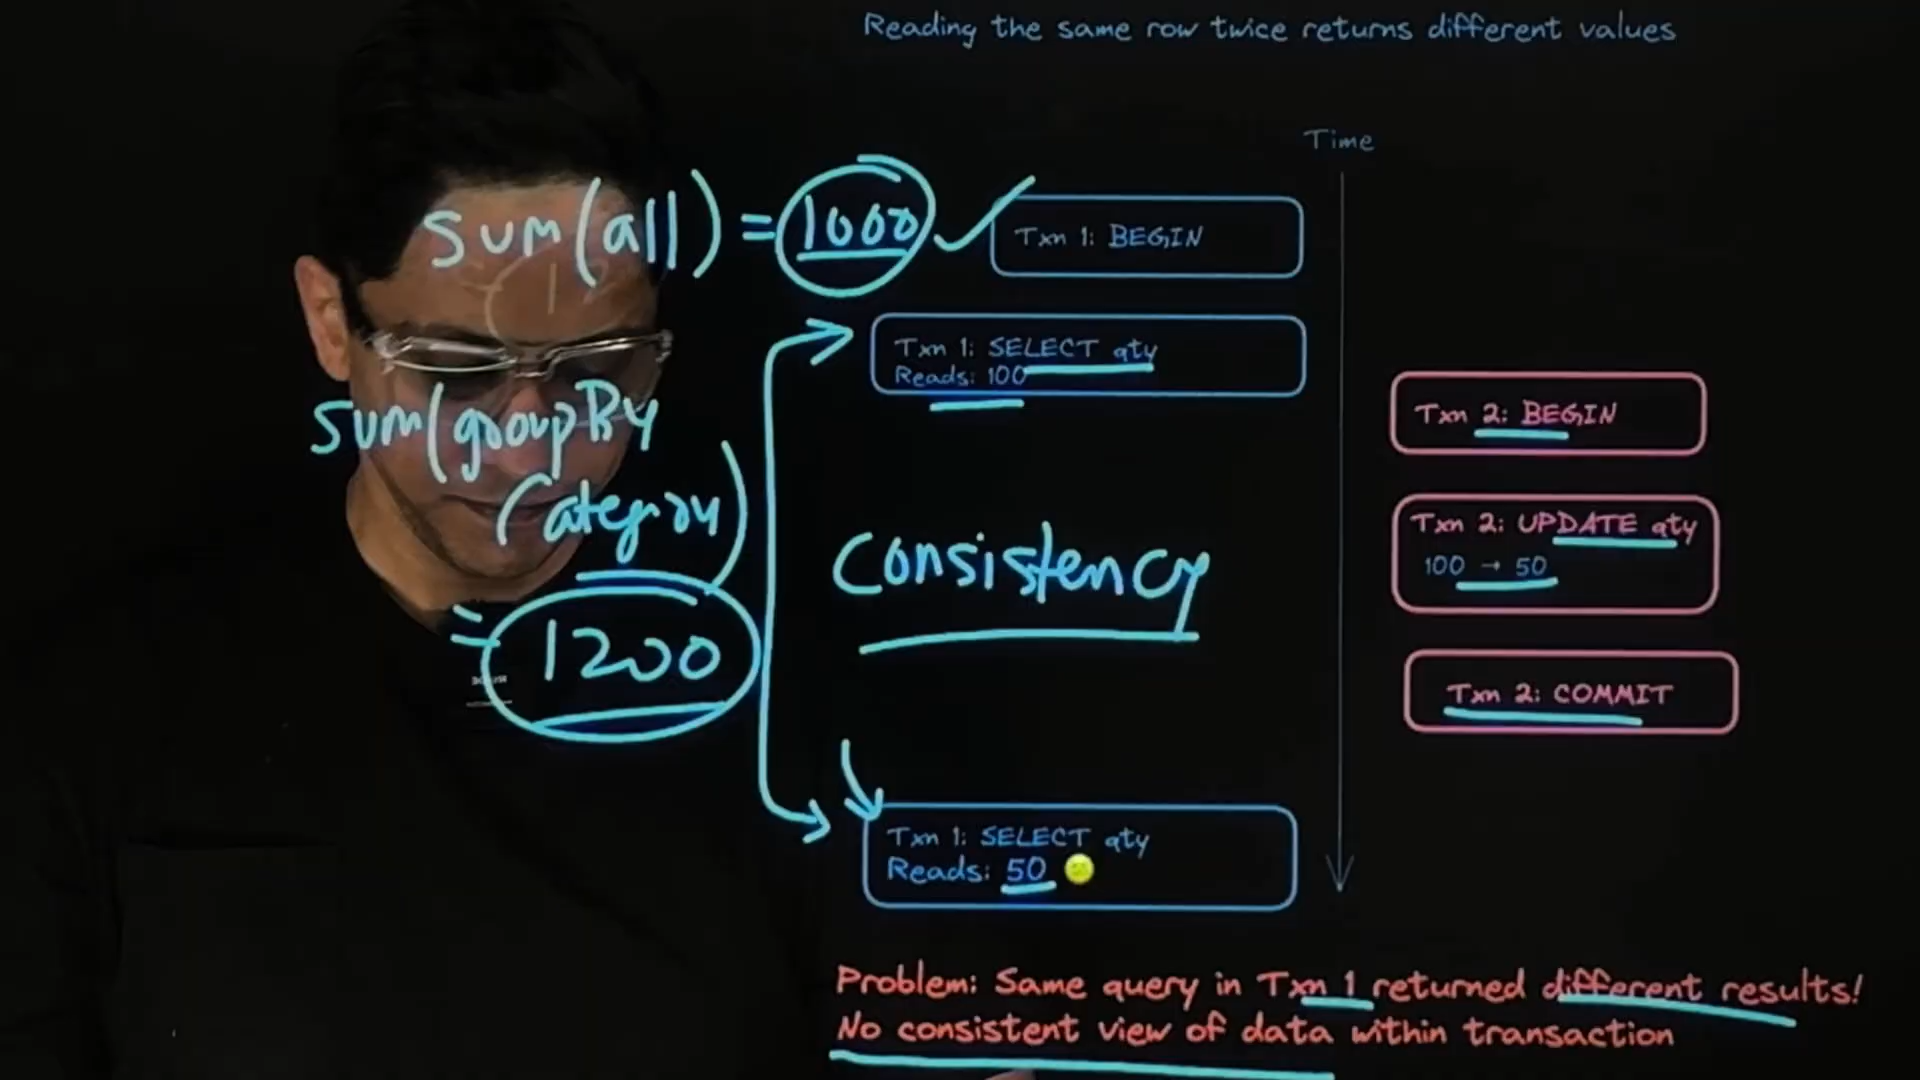 Reading the same row twice returns different values
Time
sum(all) = 1000
Txn 1: BEGIN
Txn 1: SELECT qty
Reads: 100
Txn 2: BEGIN
sum(groupBy
Category)
= 1200
Consistency
Txn 2: UPDATE qty
100 → 50
Txn 2: COMMIT
Txn 1: SELECT qty
Reads: 50
Problem: Same query in Txn 1 returned different results!
No consistent view of data within transaction